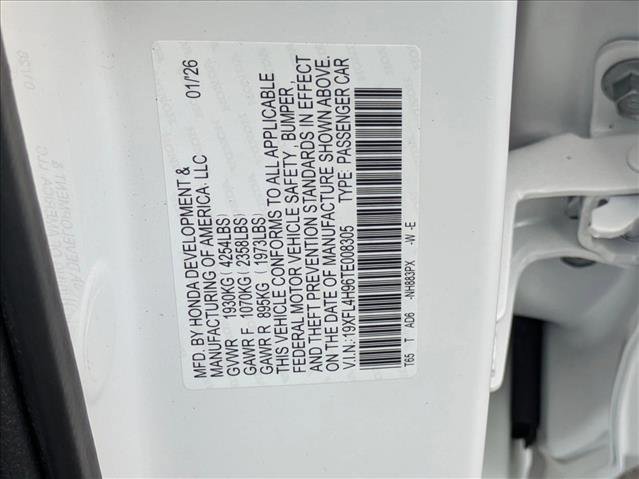 MFD. BY HONDA DEVELOPMENT &
MANUFACTURING OF AMERICA. LLC 01/'26
GVWR 1930KG (4254LBS)
GAWR F 1070KG (2358LBS)
GAWR R 895KG (1973LBS)
THIS VEHICLE CONFORMS TO ALL APPLICABLE
FEDERAL MOTOR VEHICLE SAFETY, BUMPER,
AND THEFT PREVENTION STANDARDS IN EFFECT
ON THE DATE OF MANUFACTURE SHOWN ABOVE.
V.I.N:19XFL4H96TE008305 TYPE: PASSENGER CAR
T65 T AD6 -NH883PX -W -E